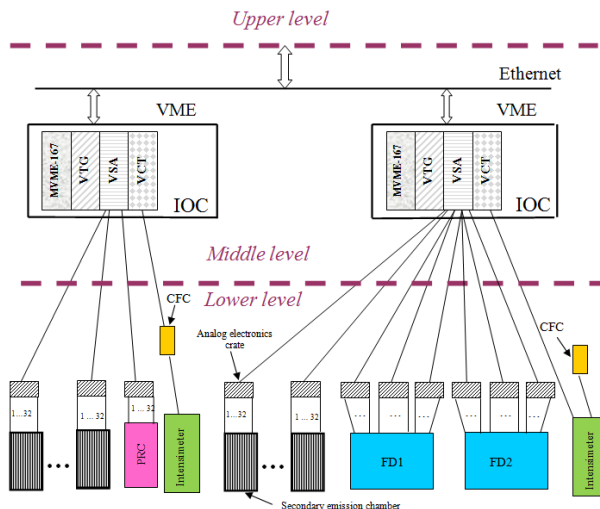 Upper level
Ethernet
VME
VME
MVME-167
VTG
VSA
VCT
IOC
MVME-167
VTG
VSA
VCT
IOC
Middle level
Lower level
CFC
CFC
Analog electronics
crate
1 ... 32
1 ... 32
1 ... 32
1...32
1 ... 32
...
...
...
...
...
...
...
...
PRC
Intensimeter
FD1
FD2
Intensimeter
Secondary emission chamber